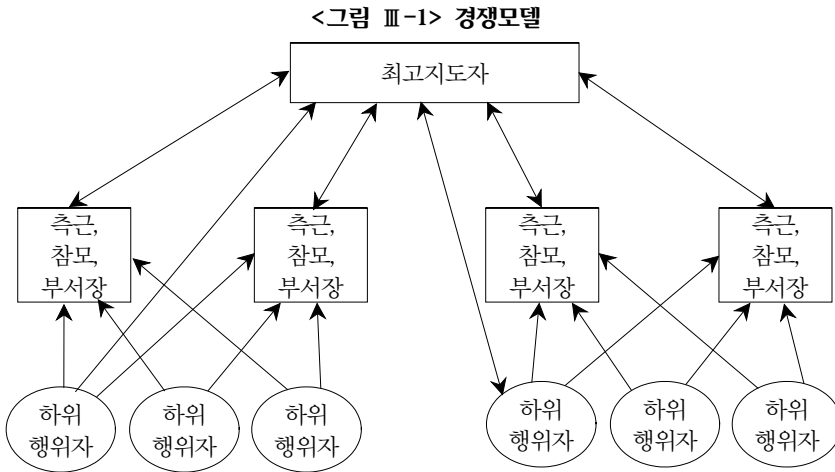 <그림 Ⅲ-1> 경쟁모델
최고지도자
측근,
참모,
부서장
측근,
참모,
부서장
측근,
참모,
부서장
측근,
참모,
부서장
하위
행위자
하위
행위자
하위
행위자
하위
행위자
하위
행위자
하위
행위자